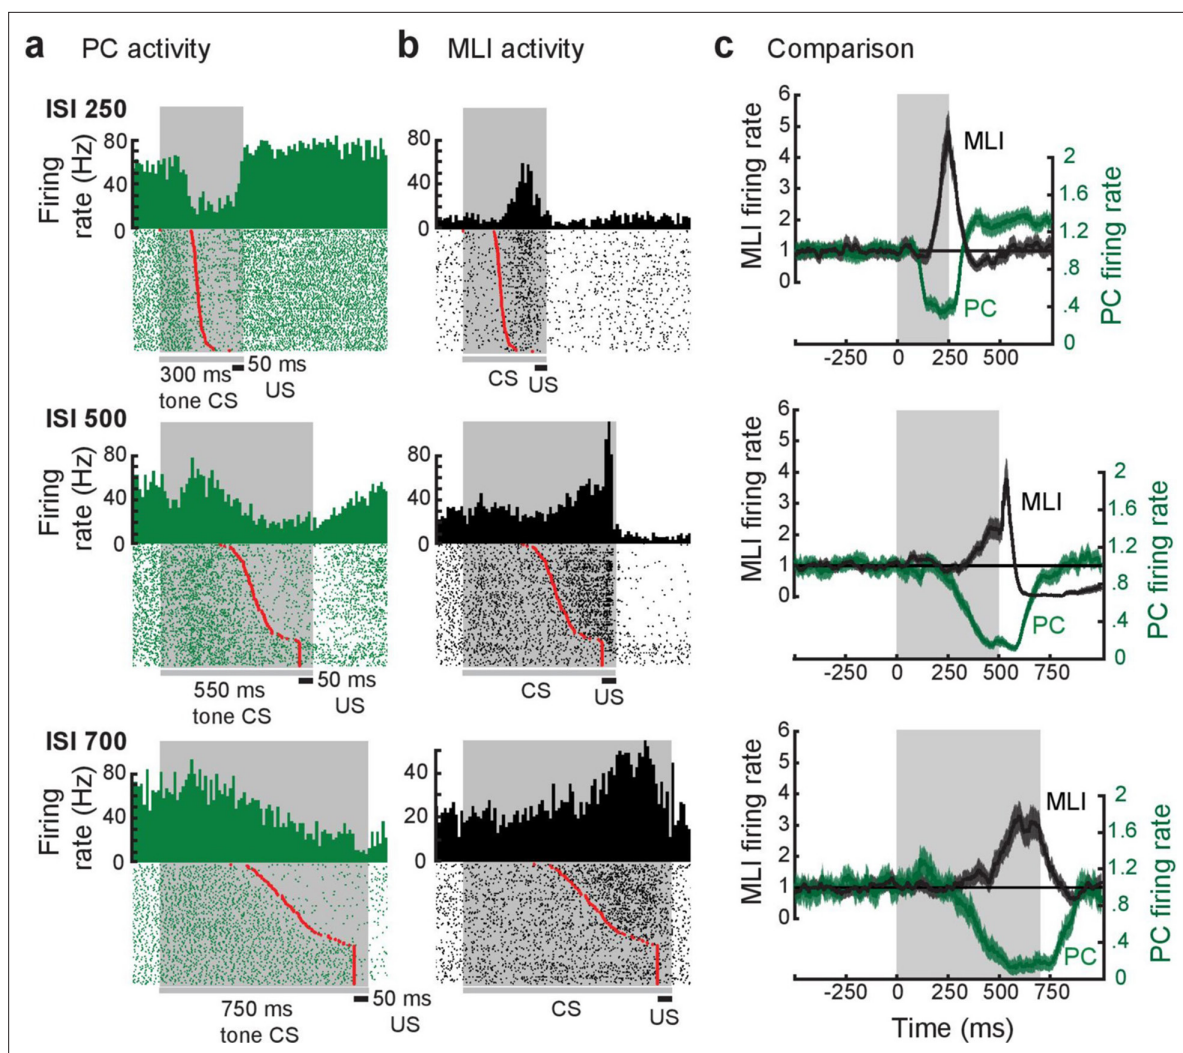 a PC activity
b MLI activity
c Comparison
ISI 250
Firing
rate (Hz)
80
40
0
300 ms
tone CS
50 ms
US
80
40
0
CS
US
MLI firing rate
6
5
4
3
2
1
0
MLI
PC
2
1.6
1.2
.8
.4
0
PC firing rate
-250
0
250
500
750
ISI 500
Firing
rate (Hz)
80
40
0
550 ms
tone CS
50 ms
US
80
40
0
CS
US
MLI firing rate
6
5
4
3
2
1
0
MLI
PC
2
1.6
1.2
.8
.4
0
PC firing rate
-250
0
250
500
750
ISI 700
Firing
rate (Hz)
80
40
0
750 ms
tone CS
50 ms
US
40
20
0
CS
US
MLI firing rate
6
5
4
3
2
1
0
MLI
PC
2
1.6
1.2
.8
.4
0
PC firing rate
-250
0
250
500
750
Time (ms)